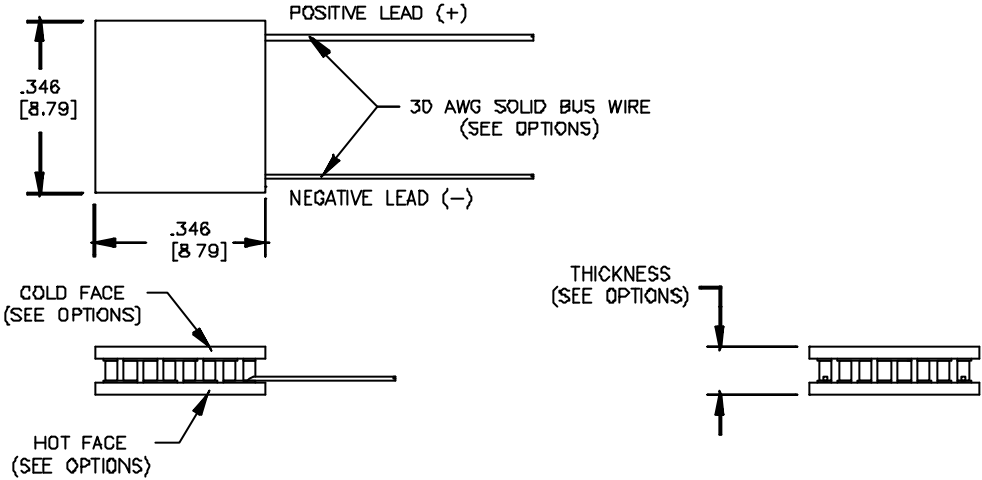 POSITIVE LEAD (+)
.346
[8.79]
30 AWG SOLID BUS WIRE
(SEE OPTIONS)
NEGATIVE LEAD (-)
.346
[8 79]
COLD FACE
(SEE OPTIONS)
THICKNESS
(SEE OPTIONS)
HOT FACE
(SEE OPTIONS)